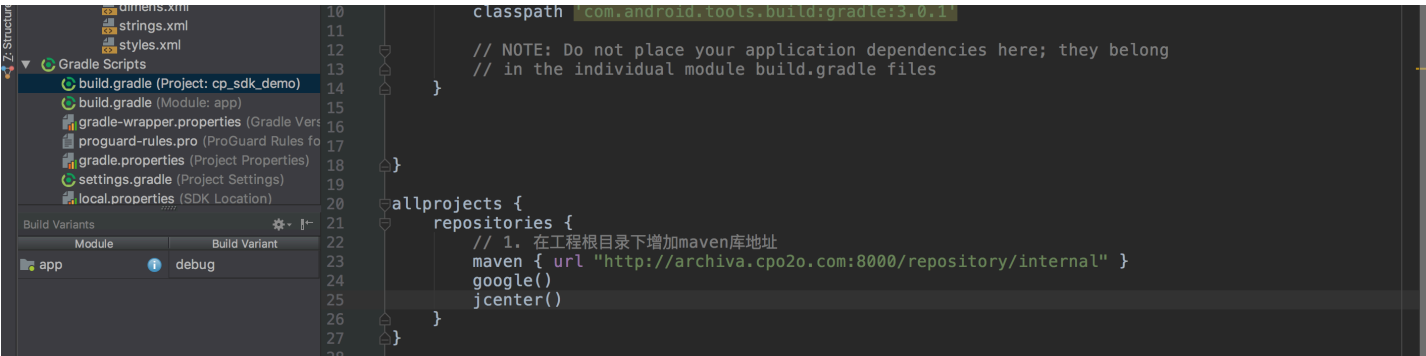 Z: Structure
dimens.xml
strings.xml
styles.xml
Gradle Scripts
build.gradle (Project: cp_sdk_demo)
build.gradle (Module: app)
gradle-wrapper.properties (Gradle Vers
proguard-rules.pro (ProGuard Rules fo
gradle.properties (Project Properties)
settings.gradle (Project Settings)
local.properties (SDK Location)
Build Variants
Module Build Variant
app debug
10 classpath 'com.android.tools.build:gradle:3.0.1'
11
12 // NOTE: Do not place your application dependencies here; they belong
13 // in the individual module build.gradle files
14 }
15
16
17
18 }
19
20 allprojects {
21 repositories {
22 // 1. 在工程根目录下增加maven库地址
23 maven { url "http://archiva.cpo2o.com:8000/repository/internal" }
24 google()
25 jcenter()
26 }
27 }
28